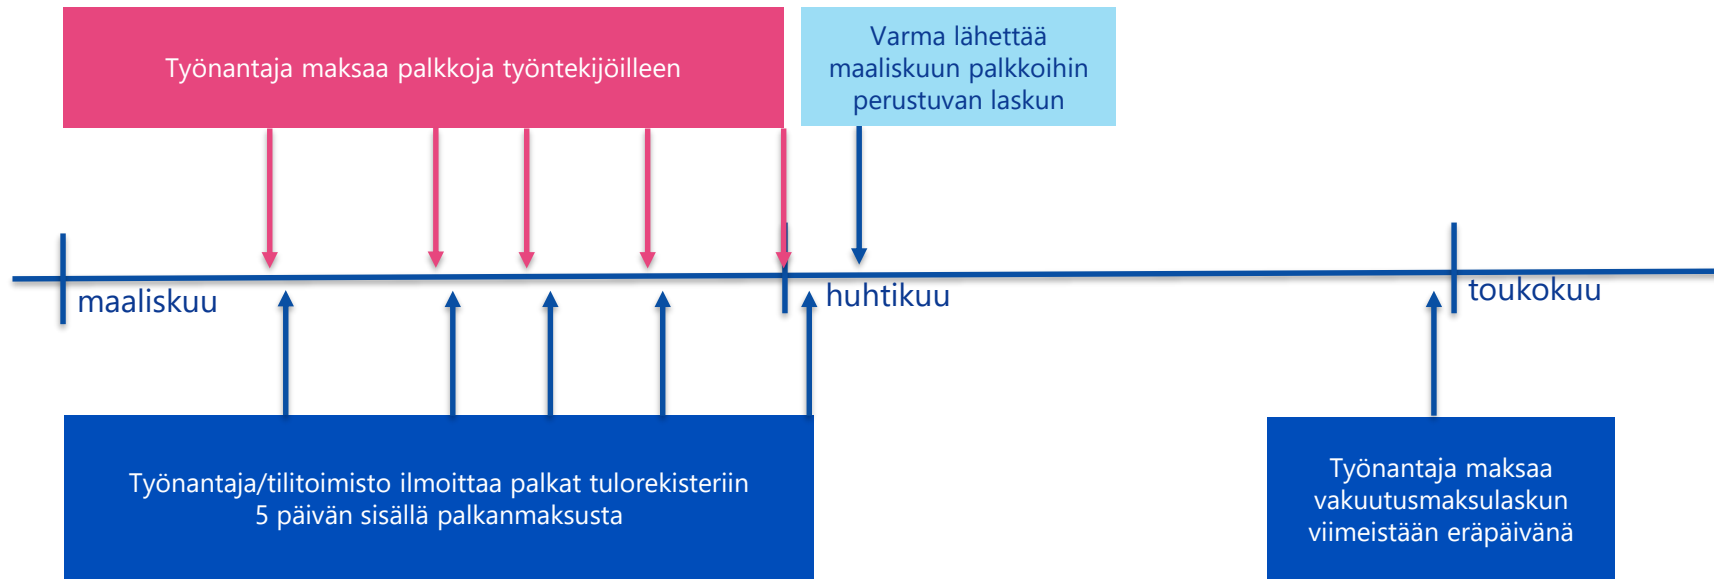 Työnantaja maksaa palkkoja työntekijöilleen
Varma lähettää
maaliskuun palkkoihin
perustuvan laskun
maaliskuu
huhtikuu
toukokuu
Työnantaja/tilitoimisto ilmoittaa palkat tulorekisteriin
5 päivän sisällä palkanmaksusta
Työnantaja maksaa
vakuutusmaksulaskun
viimeistään eräpäivänä